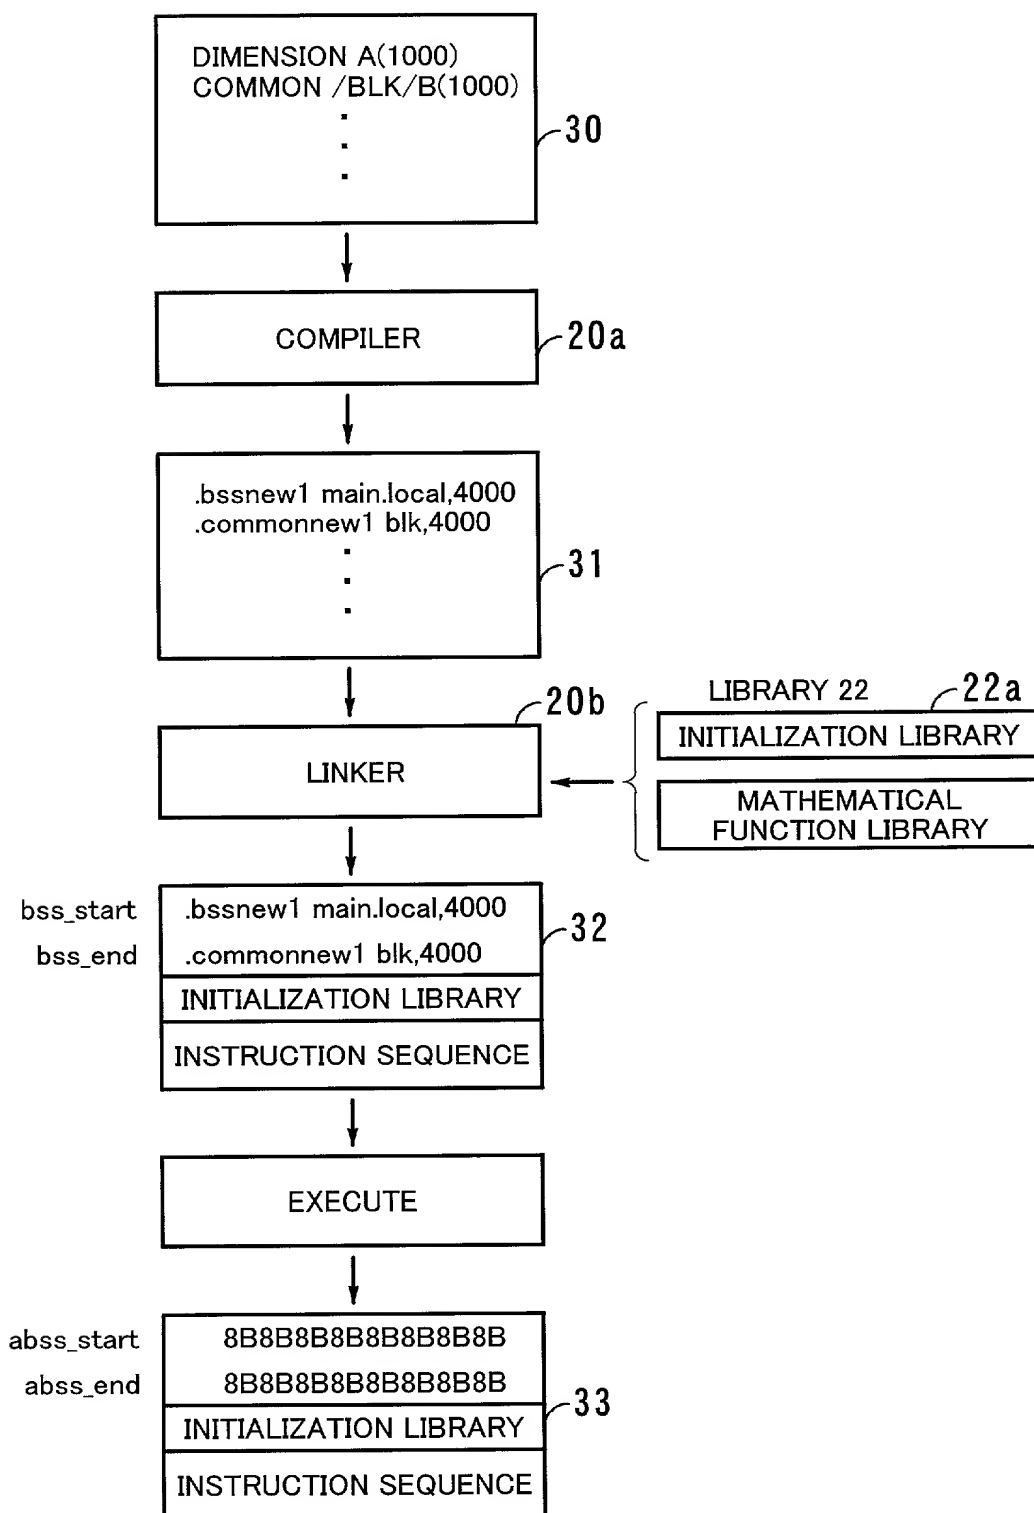 DIMENSION A(1000)
COMMON /BLK/B(1000)
30
COMPILER
20a
.bssnew1 main.local,4000
.commonnew1 blk,4000
31
LIBRARY 22
22a
20b
INITIALIZATION LIBRARY
LINKER
MATHEMATICAL
FUNCTION LIBRARY
bss_start .bssnew1 main.local,4000
32
bss_end .commonnew1 blk,4000
INITIALIZATION LIBRARY
INSTRUCTION SEQUENCE
EXECUTE
abss_start 8B8B8B8B8B8B8B8B
abss_end 8B8B8B8B8B8B8B8B
33
INITIALIZATION LIBRARY
INSTRUCTION SEQUENCE